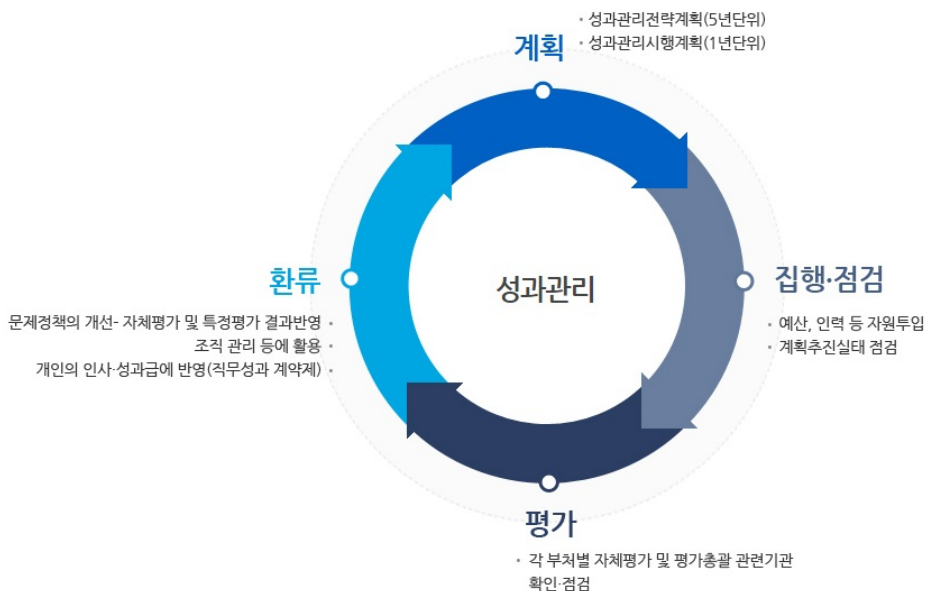 계획
· 성과관리전략계획(5년단위)
· 성과관리시행계획(1년단위)
집행·점검
· 예산, 인력 등 자원투입
· 계획추진실태 점검
성과관리
환류
문제정책의 개선- 자체평가 및 특정평가 결과반영 ·
조직 관리 등에 활용 ·
개인의 인사·성과급에 반영(직무성과 계약제) ·
평가
· 각 부처별 자체평가 및 평가총괄 관련기관
확인·점검